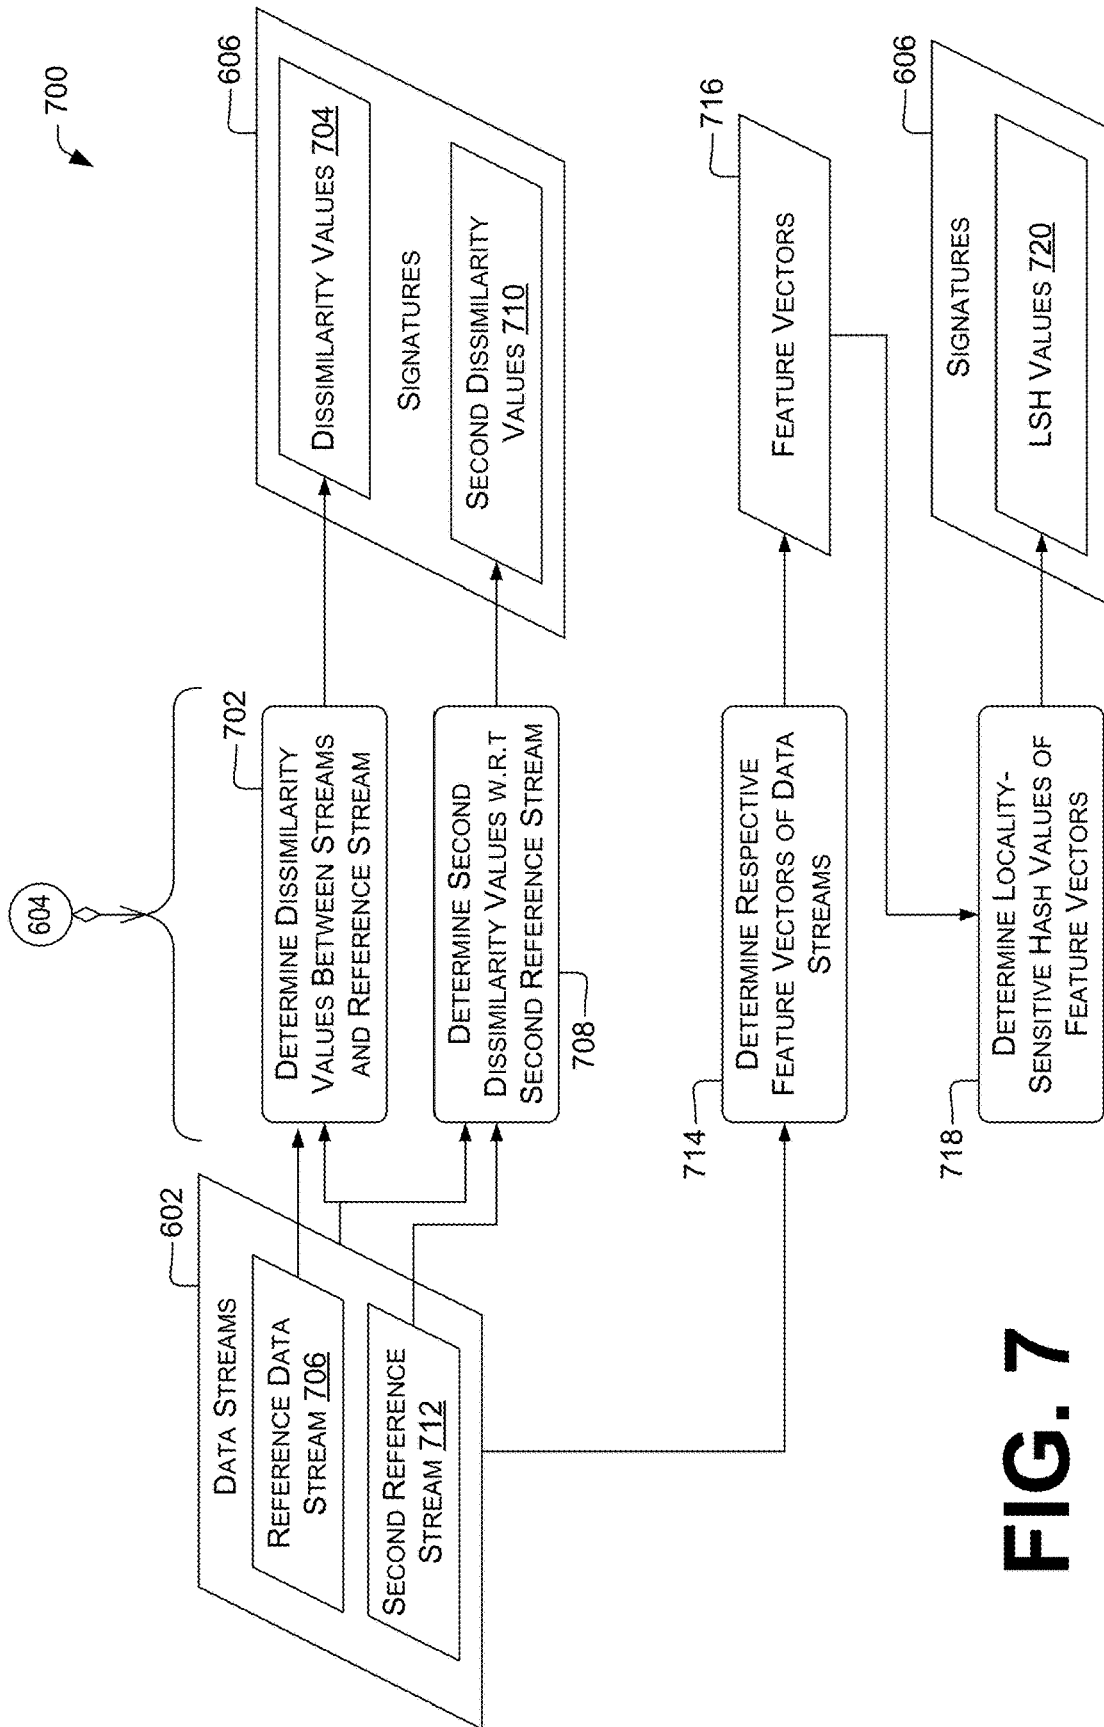 700
604
602
DATA STREAMS
REFERENCE DATA
STREAM 706
SECOND REFERENCE
STREAM 712
702
DETERMINE DISSIMILARITY
VALUES BETWEEN STREAMS
AND REFERENCE STREAM
DETERMINE SECOND
DISSIMILARITY VALUES W.R.T
SECOND REFERENCE STREAM
708
606
DISSIMILARITY VALUES 704
SIGNATURES
SECOND DISSIMILARITY
VALUES 710
714
DETERMINE RESPECTIVE
FEATURE VECTORS OF DATA
STREAMS
716
FEATURE VECTORS
718
DETERMINE LOCALITY-
SENSITIVE HASH VALUES OF
FEATURE VECTORS
606
SIGNATURES
LSH VALUES 720
FIG. 7